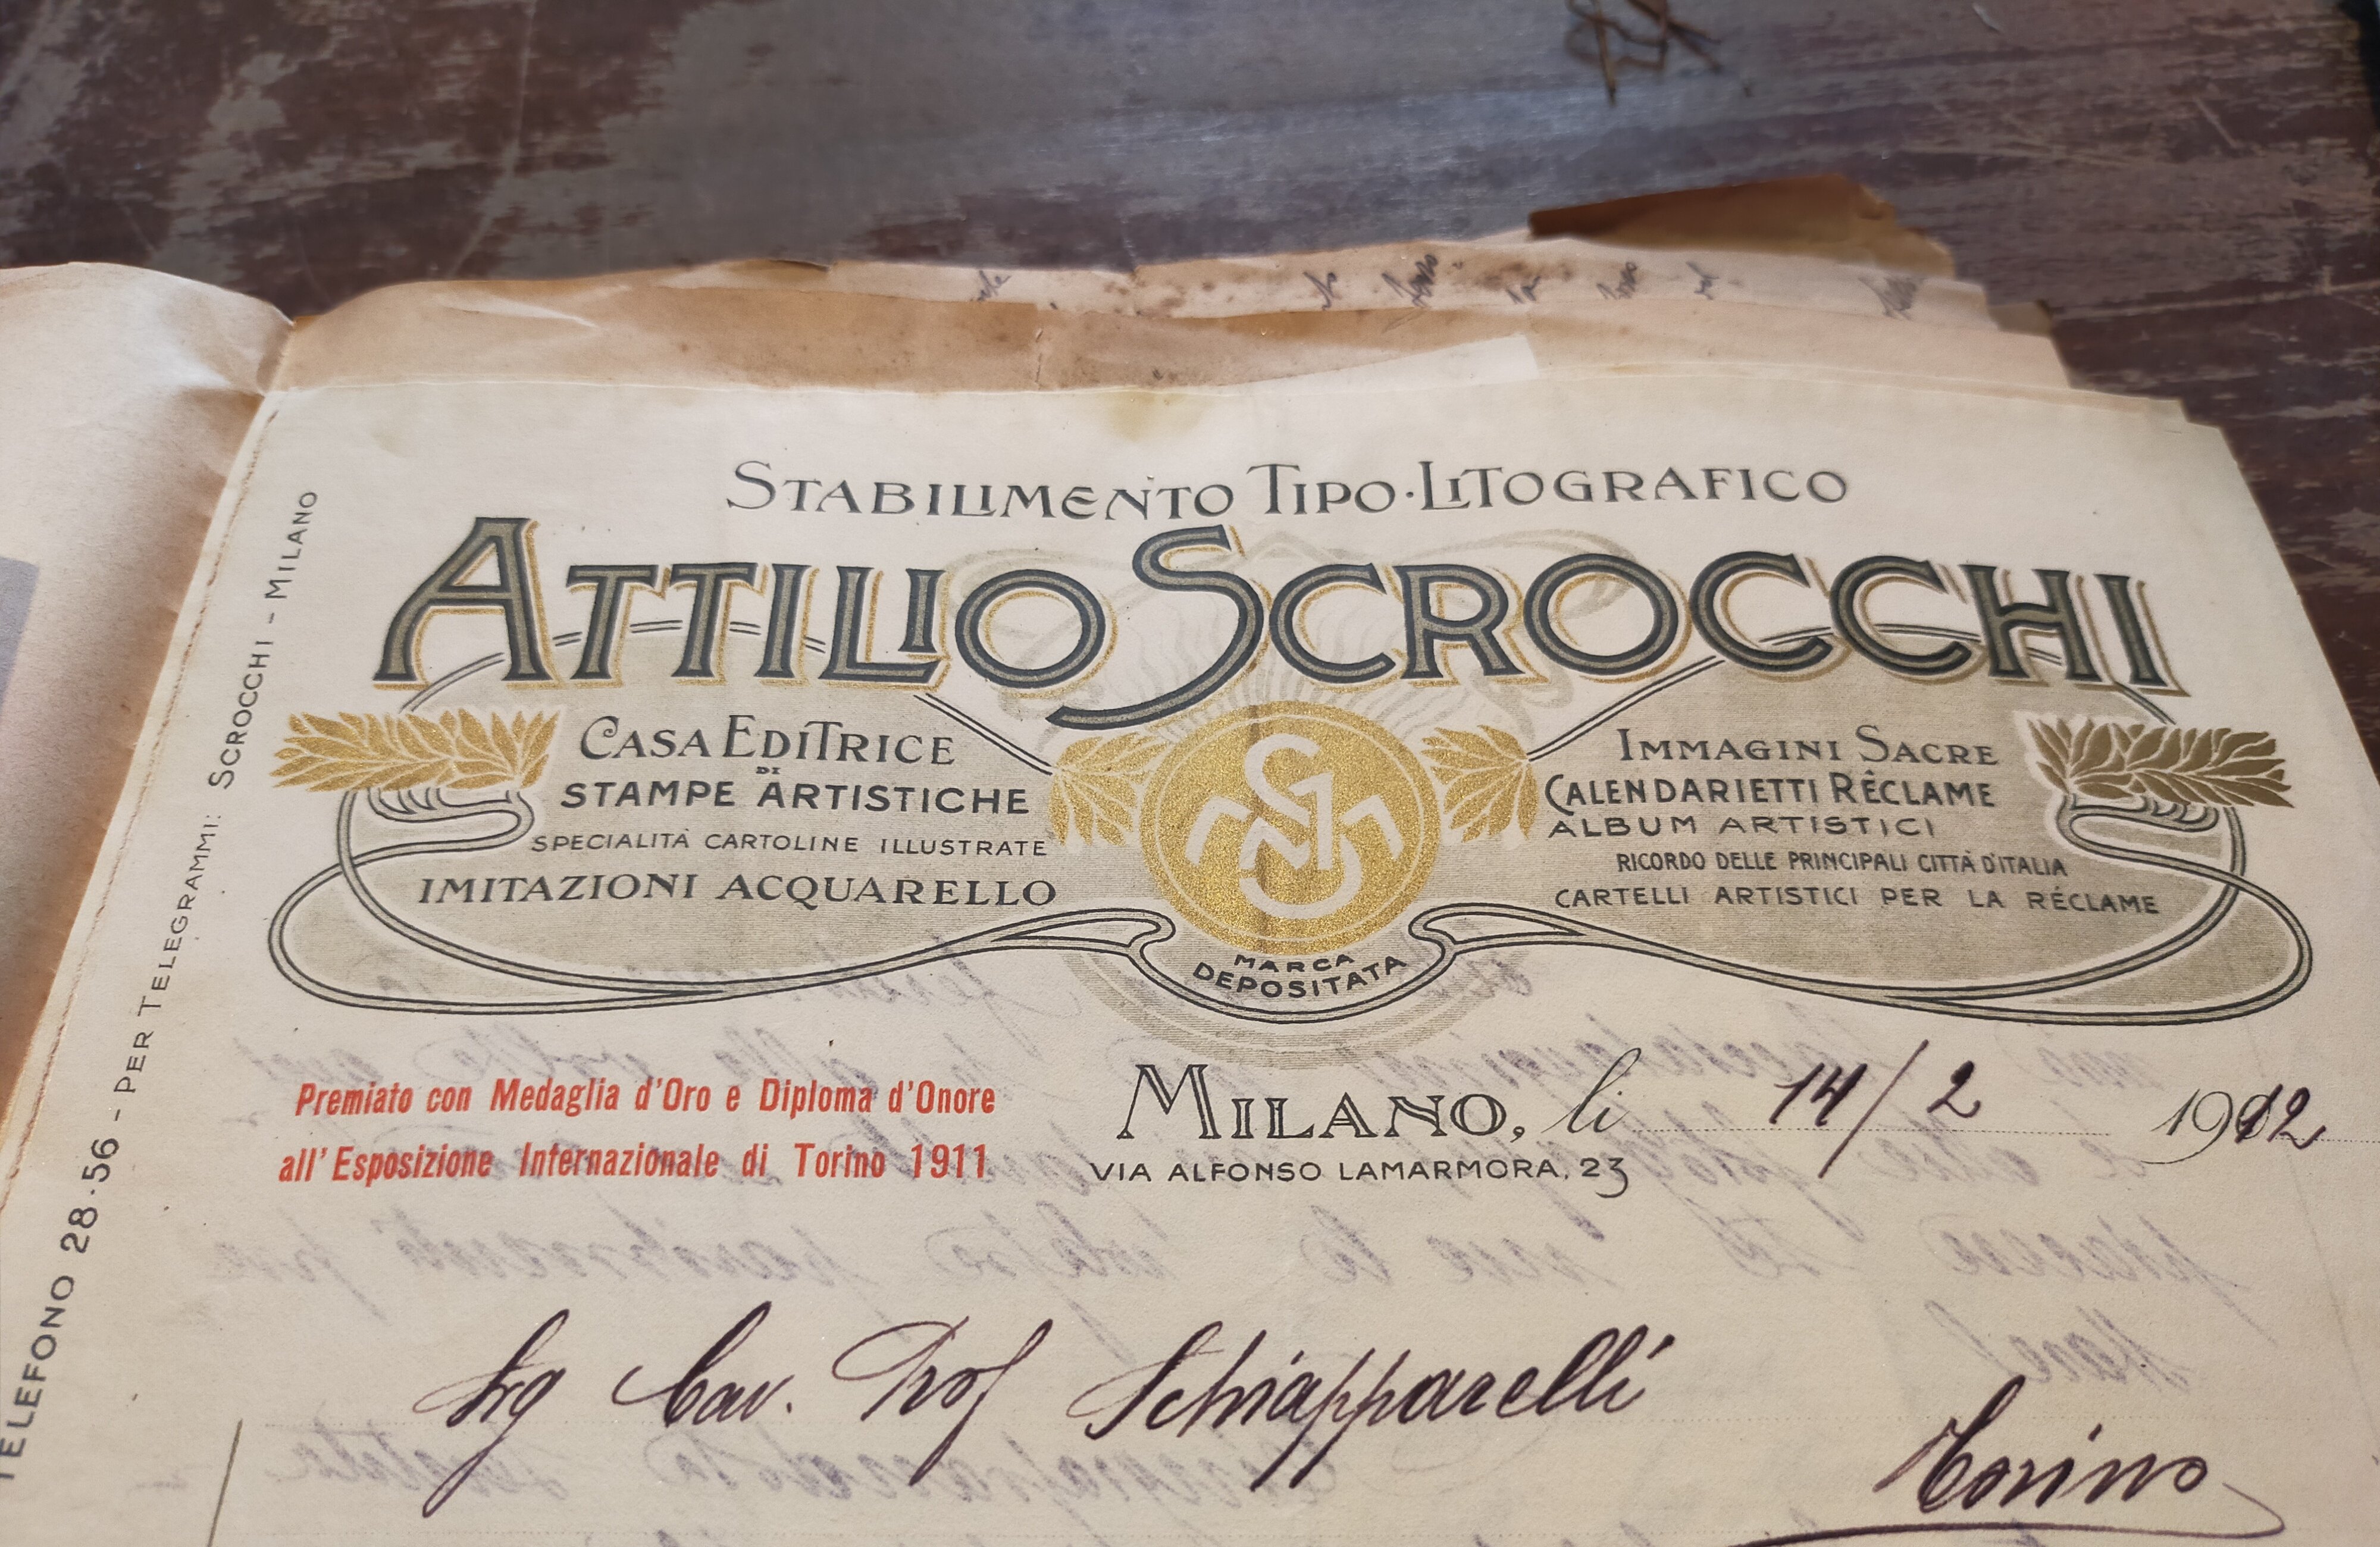 STABILIMENTO TIPO·LITOGRAFICO
ATTILIO SCROCCHI
CASA EDITRICE
DI
STAMPE ARTISTICHE
SPECIALITÀ CARTOLINE ILLUSTRATE
IMITAZIONI ACQUARELLO
IMMAGINI SACRE
CALENDARIETTI RÊCLAME
ALBUM ARTISTICI
RICORDO DELLE PRINCIPALI CITTÀ D'ITALIA
CARTELLI ARTISTICI PER LA RÉCLAME
MARCA
DEPOSITATA
TELEFONO 28·56 - PER TELEGRAMMI: SCROCCHI - MILANO
Premiato con Medaglia d'Oro e Diploma d'Onore
all'Esposizione Internazionale di Torino 1911
MILANO, li 14/2 1912
VIA ALFONSO LAMARMORA, 23
Sig Cav. Prof Schiapparelli
Torino